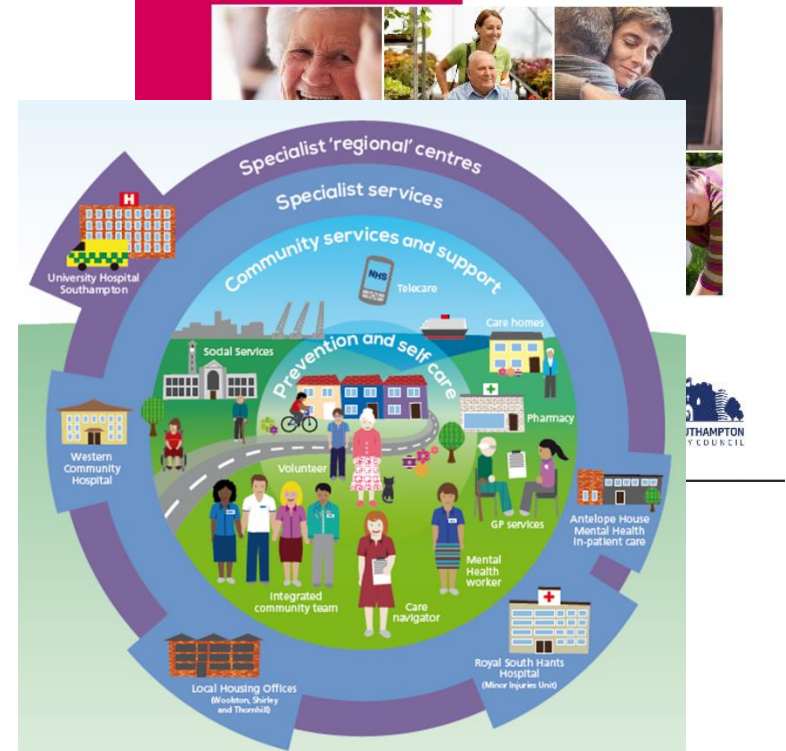 Specialist 'regional' centres
Specialist services
Community services and support
NHS
Telecare
H
University Hospital
Southampton
Care homes
Social Services
Prevention and self care
Pharmacy
Western
Community
Hospital
Volunteer
GP services
Antelope House
Mental Health
In-patient care
Mental
Health
worker
Integrated
community team
Care
navigator
Royal South Hants
Hospital
(Minor Injuries Unit)
Local Housing Offices
(Woolston, Shirley
and Thornhill)
UTHAMPTON
Y COUNCIL